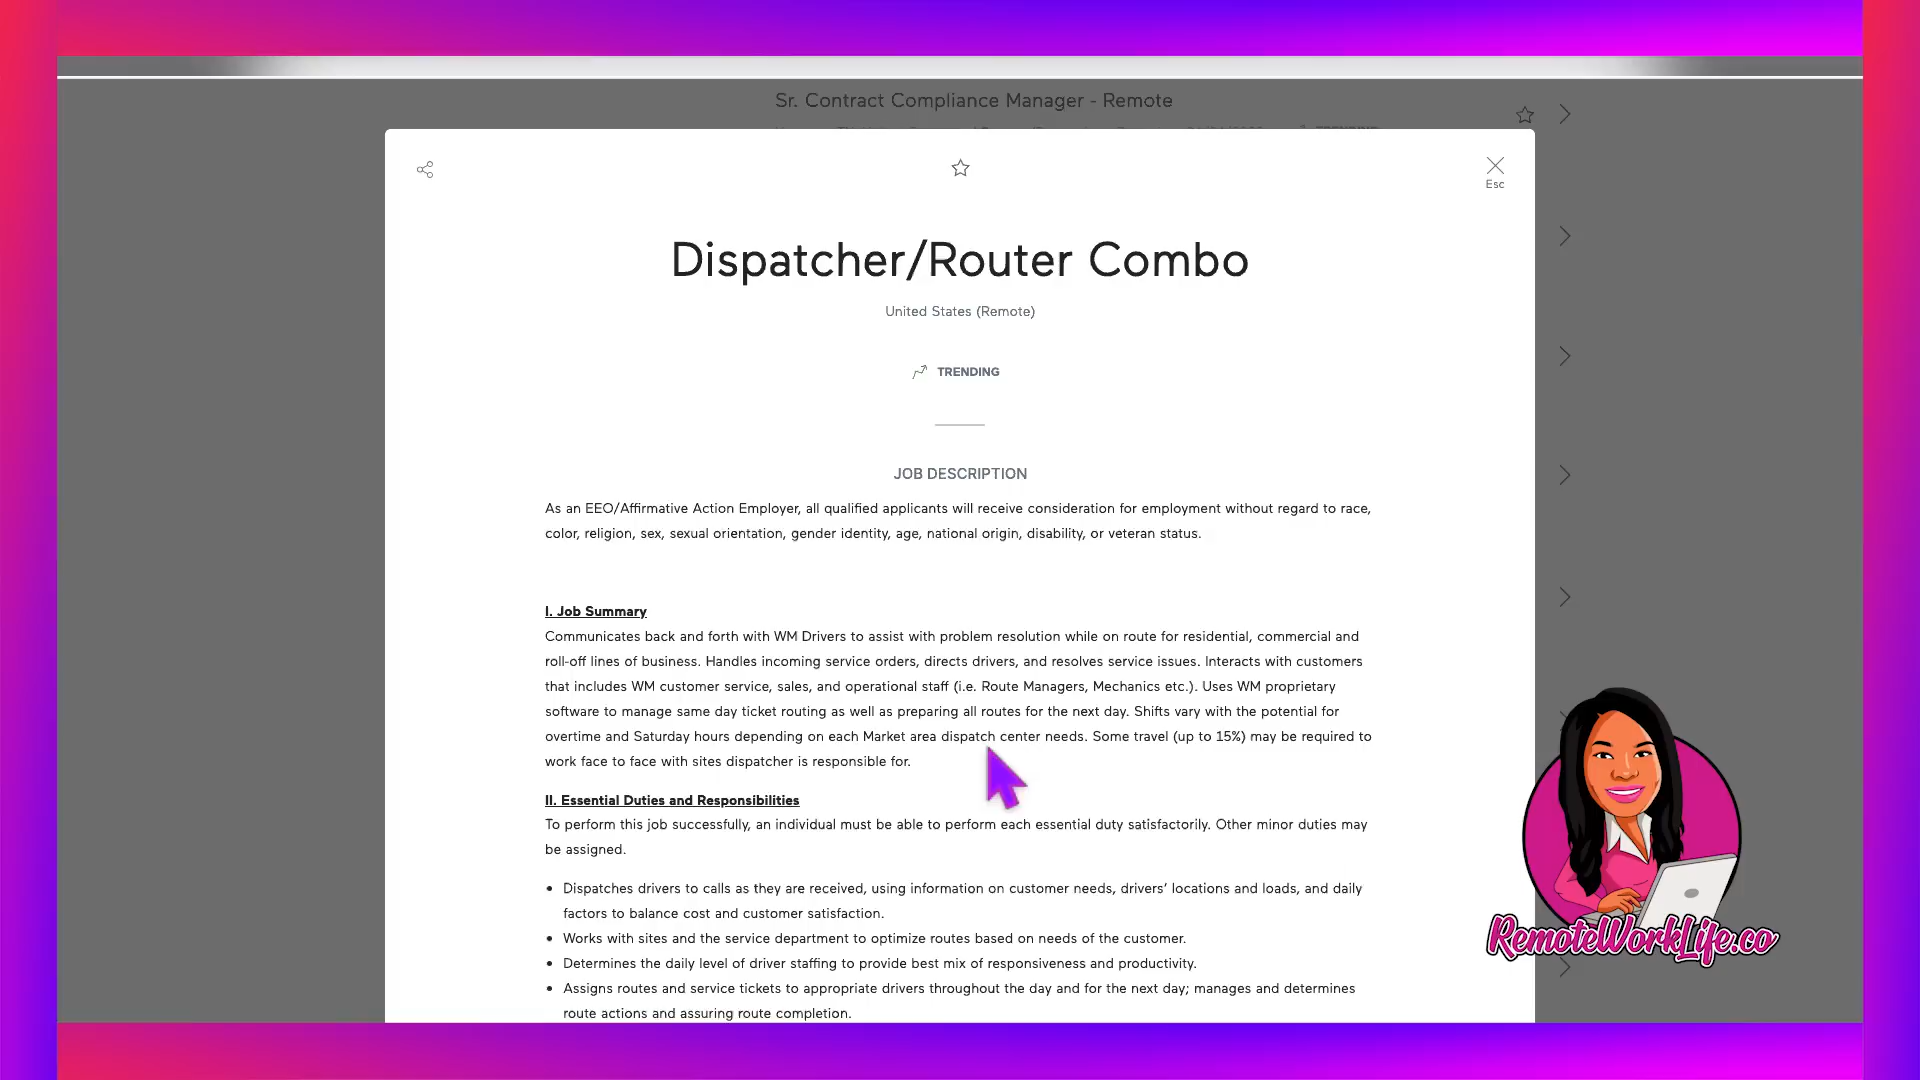 Sr. Contract Compliance Manager - Remote
Esc
Dispatcher/Router Combo
United States (Remote)
TRENDING
JOB DESCRIPTION
As an EEO/Affirmative Action Employer, all qualified applicants will receive consideration for employment without regard to race,
color, religion, sex, sexual orientation, gender identity, age, national origin, disability, or veteran status.
I. Job Summary
Communicates back and forth with WM Drivers to assist with problem resolution while on route for residential, commercial and
roll-off lines of business. Handles incoming service orders, directs drivers, and resolves service issues. Interacts with customers
that includes WM customer service, sales, and operational staff (i.e. Route Managers, Mechanics etc.). Uses WM proprietary
software to manage same day ticket routing as well as preparing all routes for the next day. Shifts vary with the potential for
overtime and Saturday hours depending on each Market area dispatch center needs. Some travel (up to 15%) may be required to
work face to face with sites dispatcher is responsible for.
II. Essential Duties and Responsibilities
To perform this job successfully, an individual must be able to perform each essential duty satisfactorily. Other minor duties may
be assigned.
• Dispatches drivers to calls as they are received, using information on customer needs, drivers’ locations and loads, and daily
factors to balance cost and customer satisfaction.
• Works with sites and the service department to optimize routes based on needs of the customer.
• Determines the daily level of driver staffing to provide best mix of responsiveness and productivity.
• Assigns routes and service tickets to appropriate drivers throughout the day and for the next day; manages and determines
route actions and assuring route completion.
RemoteWorkLife.co